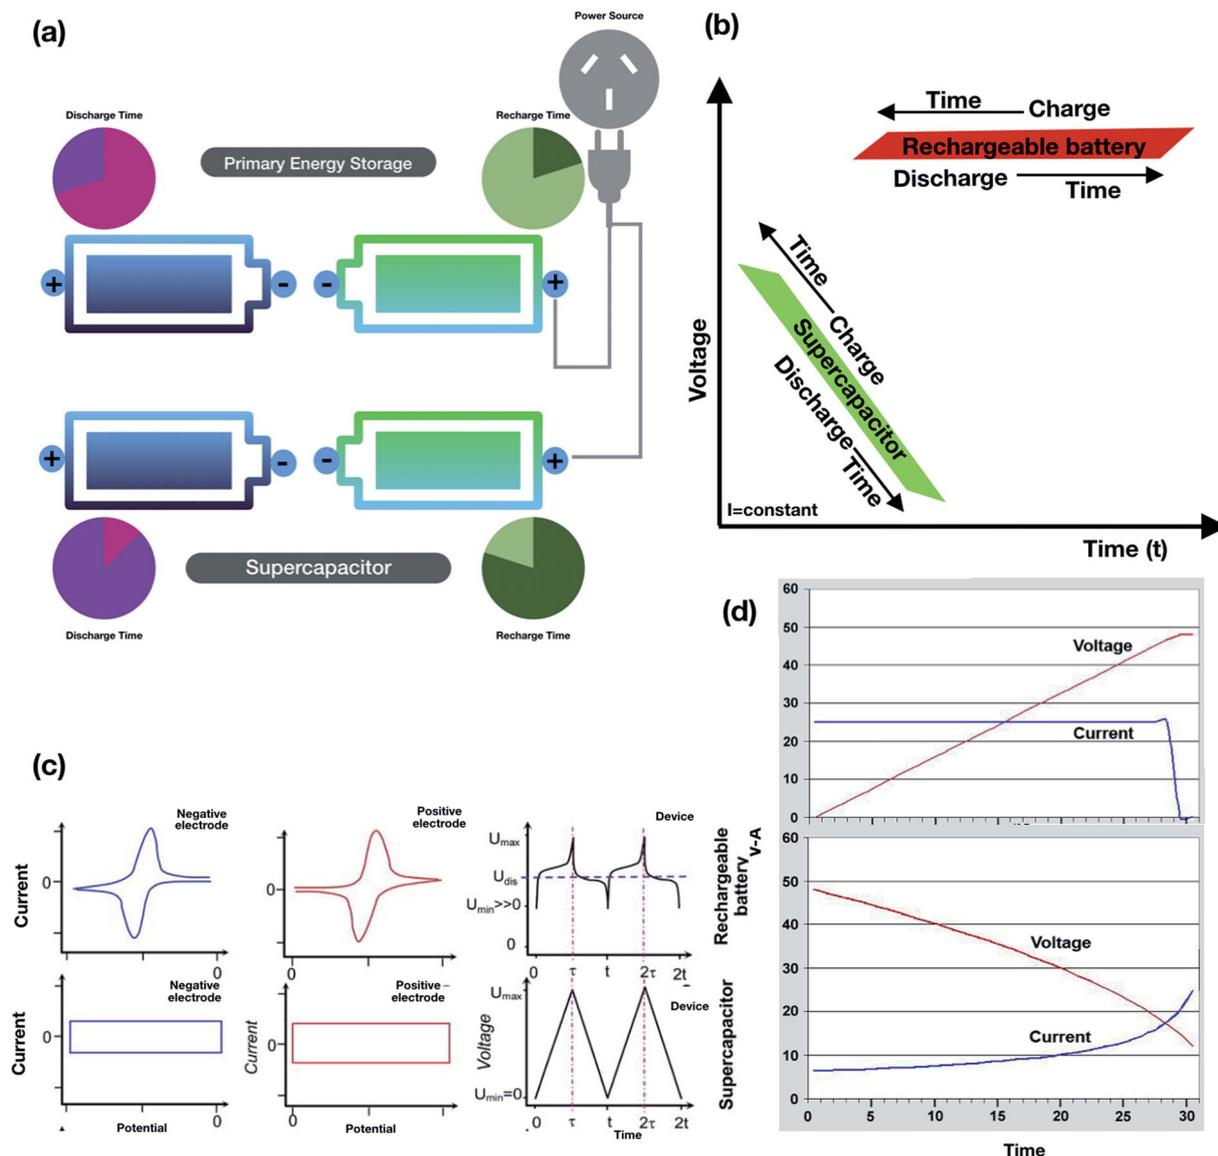 (a)
Power Source
Discharge Time
Recharge Time
Primary Energy Storage
+
-
-
+
+
-
-
+
Supercapacitor
Discharge Time
Recharge Time
(b)
Time
Charge
Rechargeable battery
Discharge
Time
Time
Charge
Supercapacitor
Discharge
Time
Voltage
I=constant
Time (t)
(c)
Negative
electrode
Current
0
0
Positive
electrode
0
0
Device
Umax
Udis
Umin>>0
0
0
τ
t
2τ
2t
Rechargeable
battery
Negative
electrode
Current
0
0
Potential
Positive –
electrode
Current
0
0
Potential
Device
Umax
Voltage
Umin=0
0
τ
t
2τ
2t
Time
Supercapacitor
(d)
60
50
40
30
20
10
0
Voltage
Current
V-A
60
50
40
30
20
10
0
Voltage
Current
0
5
10
15
20
25
30
Time